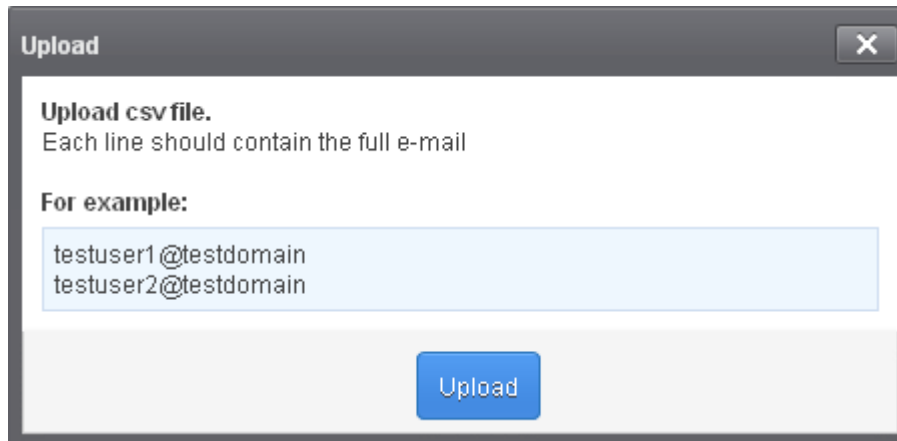 Upload
Upload csv file.
Each line should contain the full e-mail
For example:
testuser1@testdomain
testuser2@testdomain
Upload